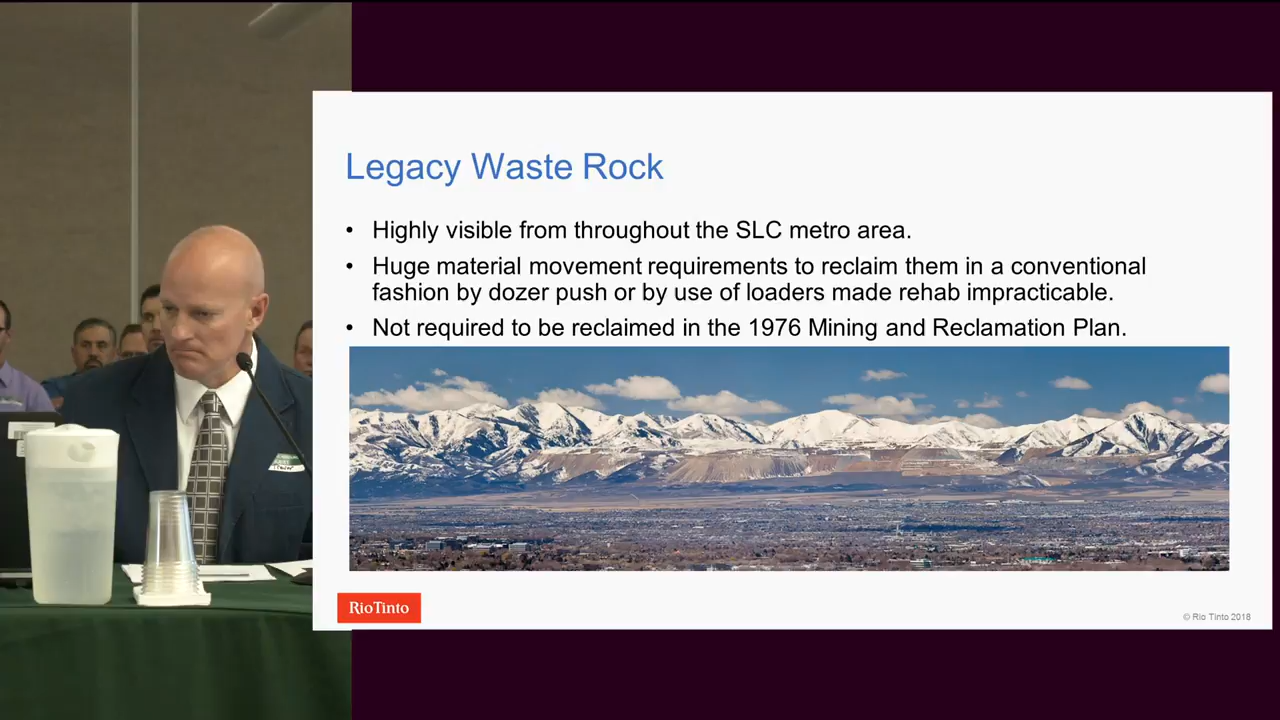 Legacy Waste Rock
• Highly visible from throughout the SLC metro area.
• Huge material movement requirements to reclaim them in a conventional
fashion by dozer push or by use of loaders made rehab impracticable.
• Not required to be reclaimed in the 1976 Mining and Reclamation Plan.
RioTinto
© Rio Tinto 2018